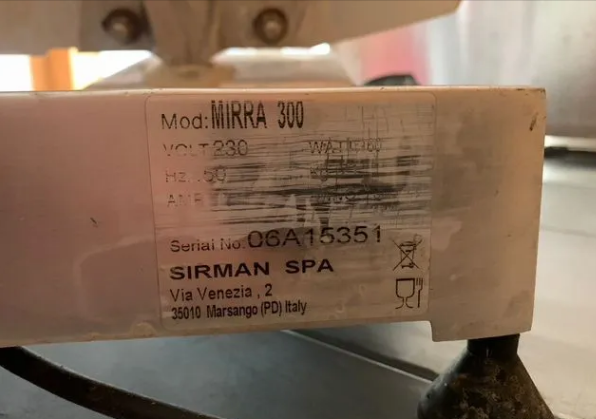 Mod: MIRRA 300
VOLT 230 WATT
Hz. 50
Serial No. 06A15351
SIRMAN SPA
Via Venezia , 2
35010 Marsango (PD) Italy